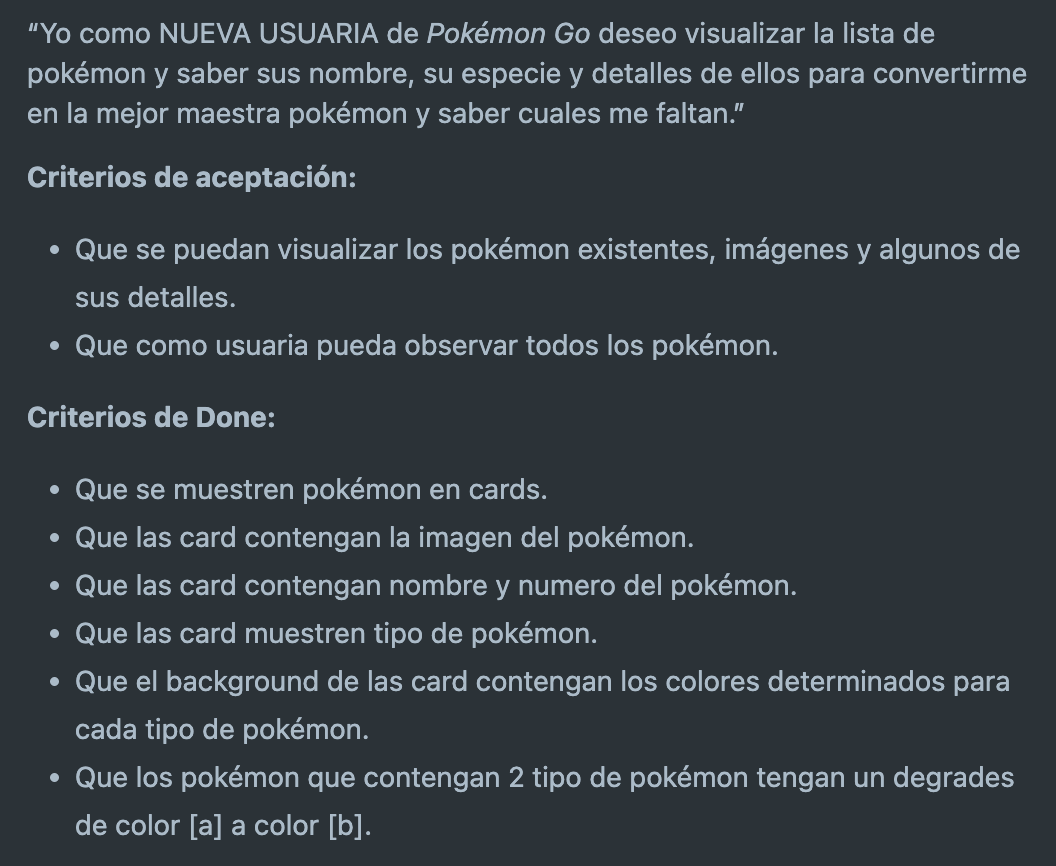 “Yo como NUEVA USUARIA de Pokémon Go deseo visualizar la lista de
pokémon y saber sus nombre, su especie y detalles de ellos para convertirme
en la mejor maestra pokémon y saber cuales me faltan.”
Criterios de aceptación:
• Que se puedan visualizar los pokémon existentes, imágenes y algunos de
sus detalles.
• Que como usuaria pueda observar todos los pokémon.
Criterios de Done:
• Que se muestren pokémon en cards.
• Que las card contengan la imagen del pokémon.
• Que las card contengan nombre y numero del pokémon.
• Que las card muestren tipo de pokémon.
• Que el background de las card contengan los colores determinados para
cada tipo de pokémon.
• Que los pokémon que contengan 2 tipo de pokémon tengan un degrades
de color [a] a color [b].